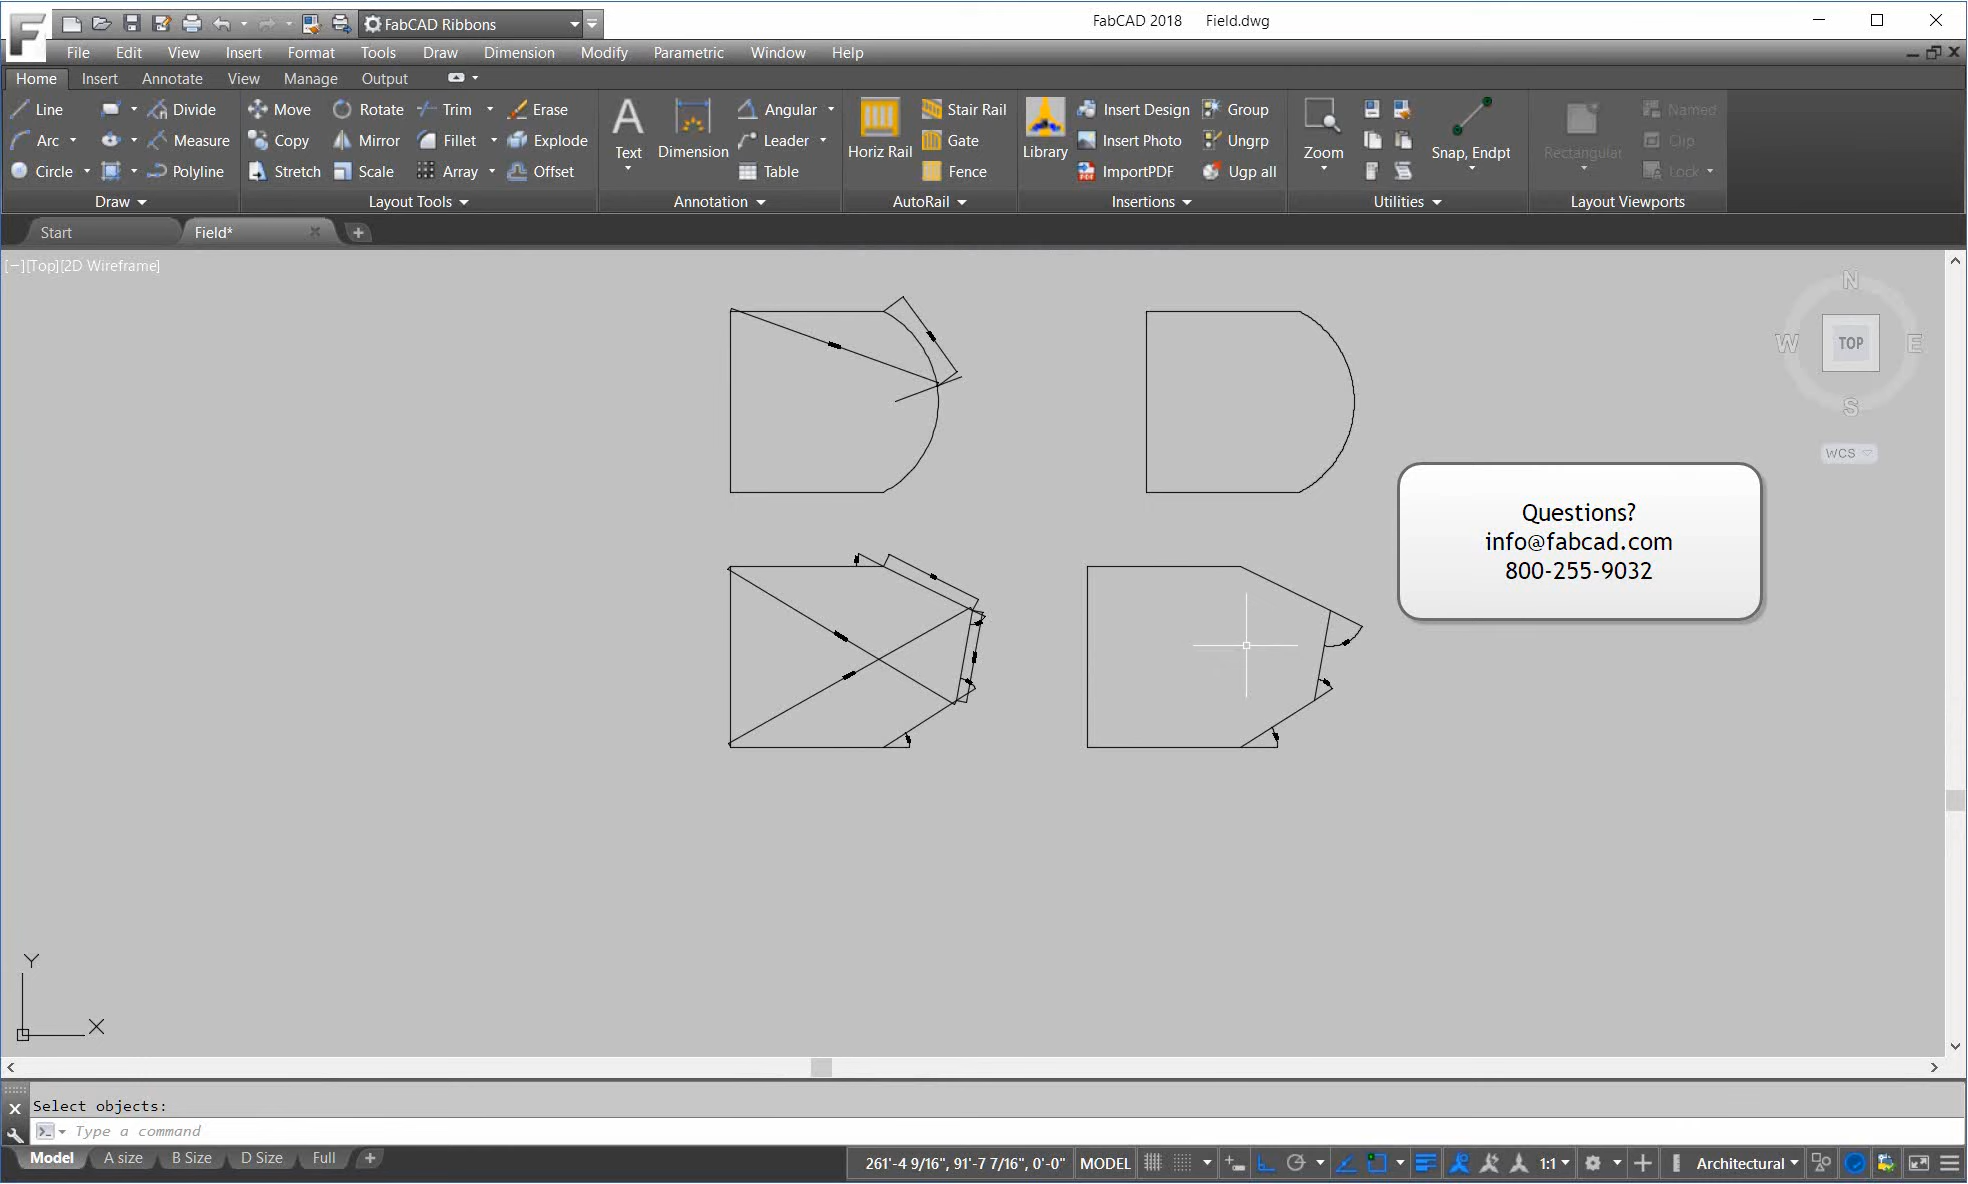 FabCAD Ribbons
FabCAD 2018 Field.dwg
File Edit View Insert Format Tools Draw Dimension Modify Parametric Window Help
Home Insert Annotate View Manage Output
Line Divide Move Rotate Trim Erase Angular Stair Rail Insert Design Group Named
Arc Measure Copy Mirror Fillet Explode Text Dimension Leader Horiz Rail Gate Library Insert Photo Ungrp Zoom Snap, Endpt Rectangular Clip
Circle Polyline Stretch Scale Array Offset Table Fence ImportPDF Ugp all Lock
Draw Layout Tools Annotation AutoRail Insertions Utilities Layout Viewports
Start Field*
[−][Top][2D Wireframe]
N
W TOP E
S
WCS
Questions?
info@fabcad.com
800-255-9032
Y
X
Select objects:
Type a command
Model A size B Size D Size Full
261'-4 9/16", 91'-7 7/16", 0'-0" MODEL 1:1 Architectural